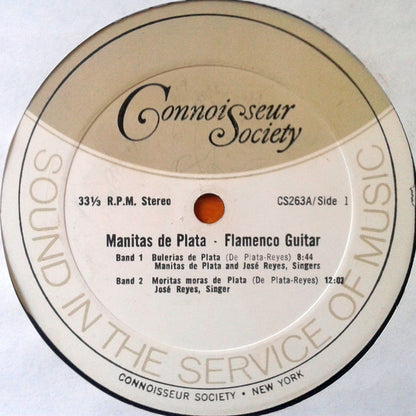 Connoisseur
Society
33⅓ R.P.M. Stereo
CS263A/Side 1
Manitas de Plata · Flamenco Guitar
Band 1 Bulerias de Plata (De Plata-Reyes) 8:44
Manitas de Plata and José Reyes, Singers
Band 2 Moritas moras de Plata (De Plata-Reyes) 12:03
José Reyes, Singer
SOUND IN THE SERVICE OF MUSIC
CONNOISSEUR SOCIETY • NEW YORK